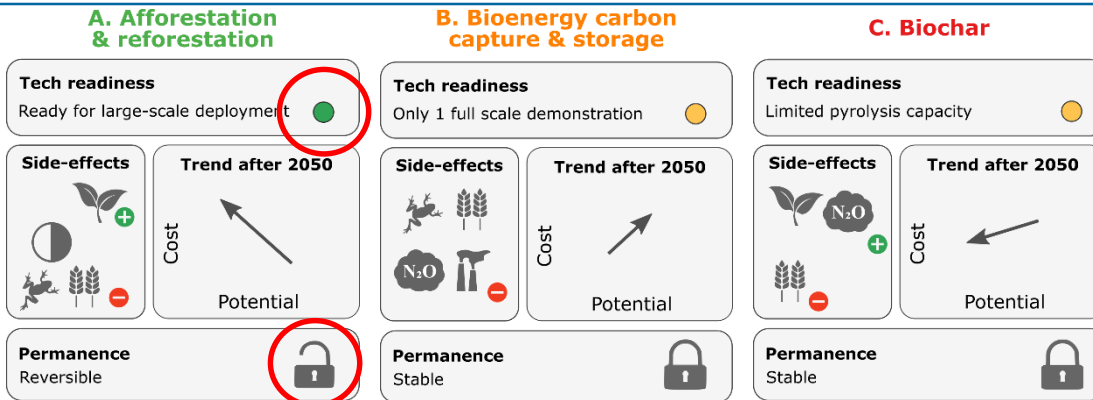 A. Afforestation
& reforestation
Tech readiness
Ready for large-scale deployment
Side-effects
Trend after 2050
Cost
Potential
Permanence
Reversible
B. Bioenergy carbon
capture & storage
Tech readiness
Only 1 full scale demonstration
Side-effects
N₂O
Trend after 2050
Cost
Potential
Permanence
Stable
C. Biochar
Tech readiness
Limited pyrolysis capacity
Side-effects
N₂O
Trend after 2050
Cost
Potential
Permanence
Stable